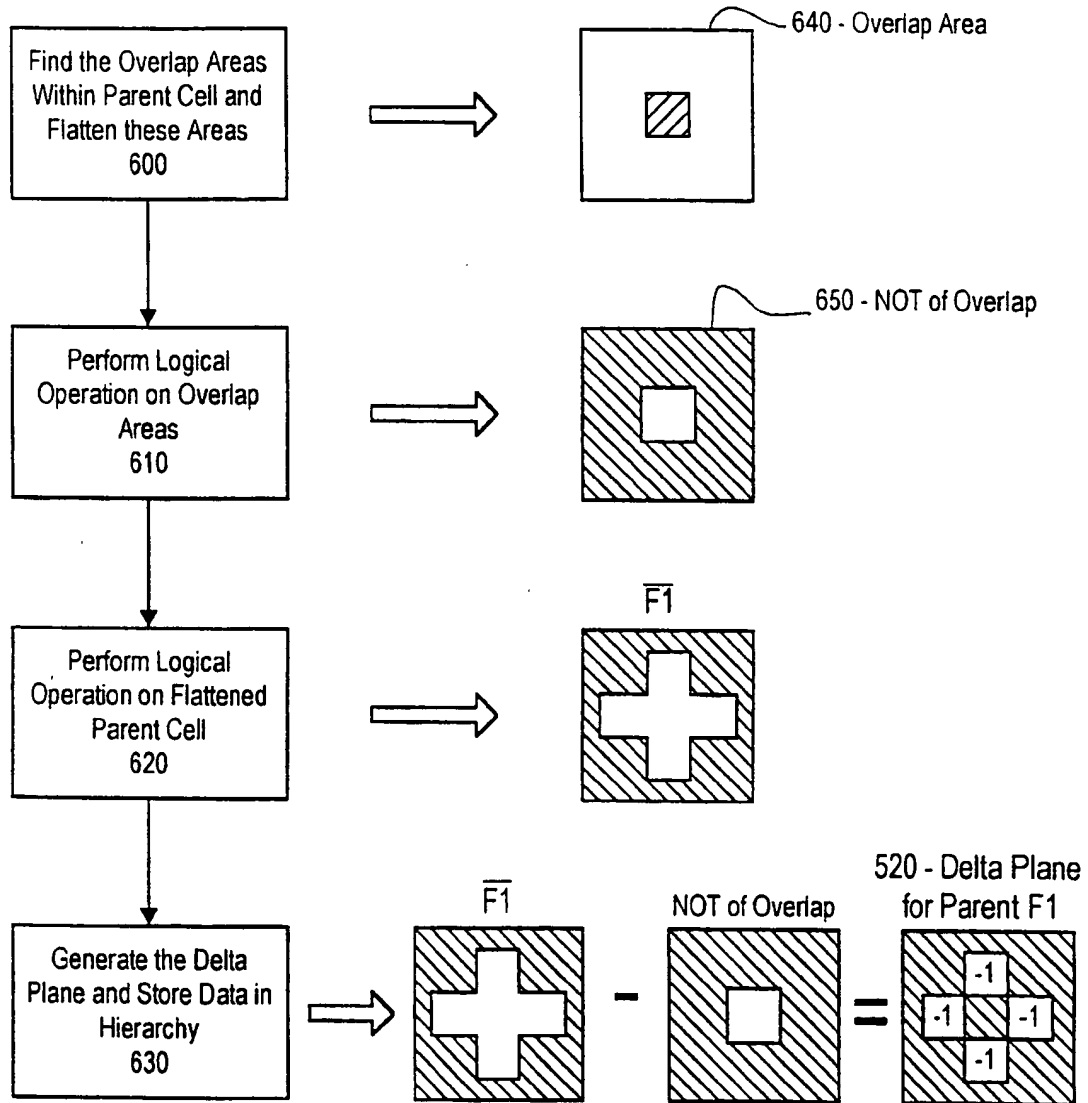 Find the Overlap Areas
Within Parent Cell and
Flatten these Areas
600
640 - Overlap Area
Perform Logical
Operation on Overlap
Areas
610
650 - NOT of Overlap
Perform Logical
Operation on Flattened
Parent Cell
620
F1
Generate the Delta
Plane and Store Data in
Hierarchy
630
F1
-
NOT of Overlap
=
520 - Delta Plane
for Parent F1
-1
-1 -1
-1